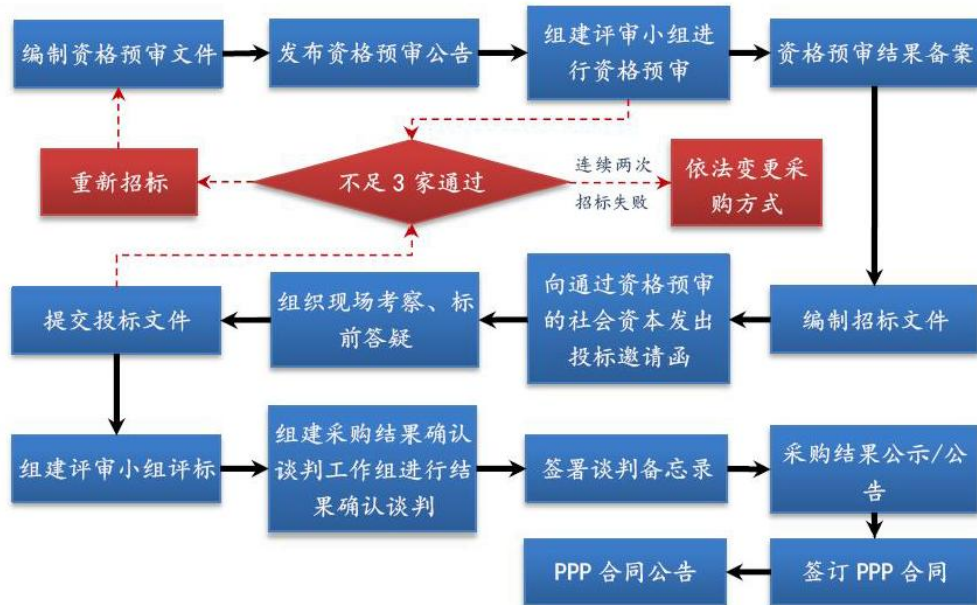 编制资格预审文件
发布资格预审公告
组建评审小组进
行资格预审
资格预审结果备案
重新招标
不足 3 家通过
连续两次
招标失败
依法变更采
购方式
提交投标文件
组织现场考察、标
前答疑
向通过资格预审
的社会资本发出
投标邀请函
编制招标文件
组建评审小组评标
组建采购结果确认
谈判工作组进行结
果确认谈判
签署谈判备忘录
采购结果公示/公
告
PPP 合同公告
签订 PPP 合同